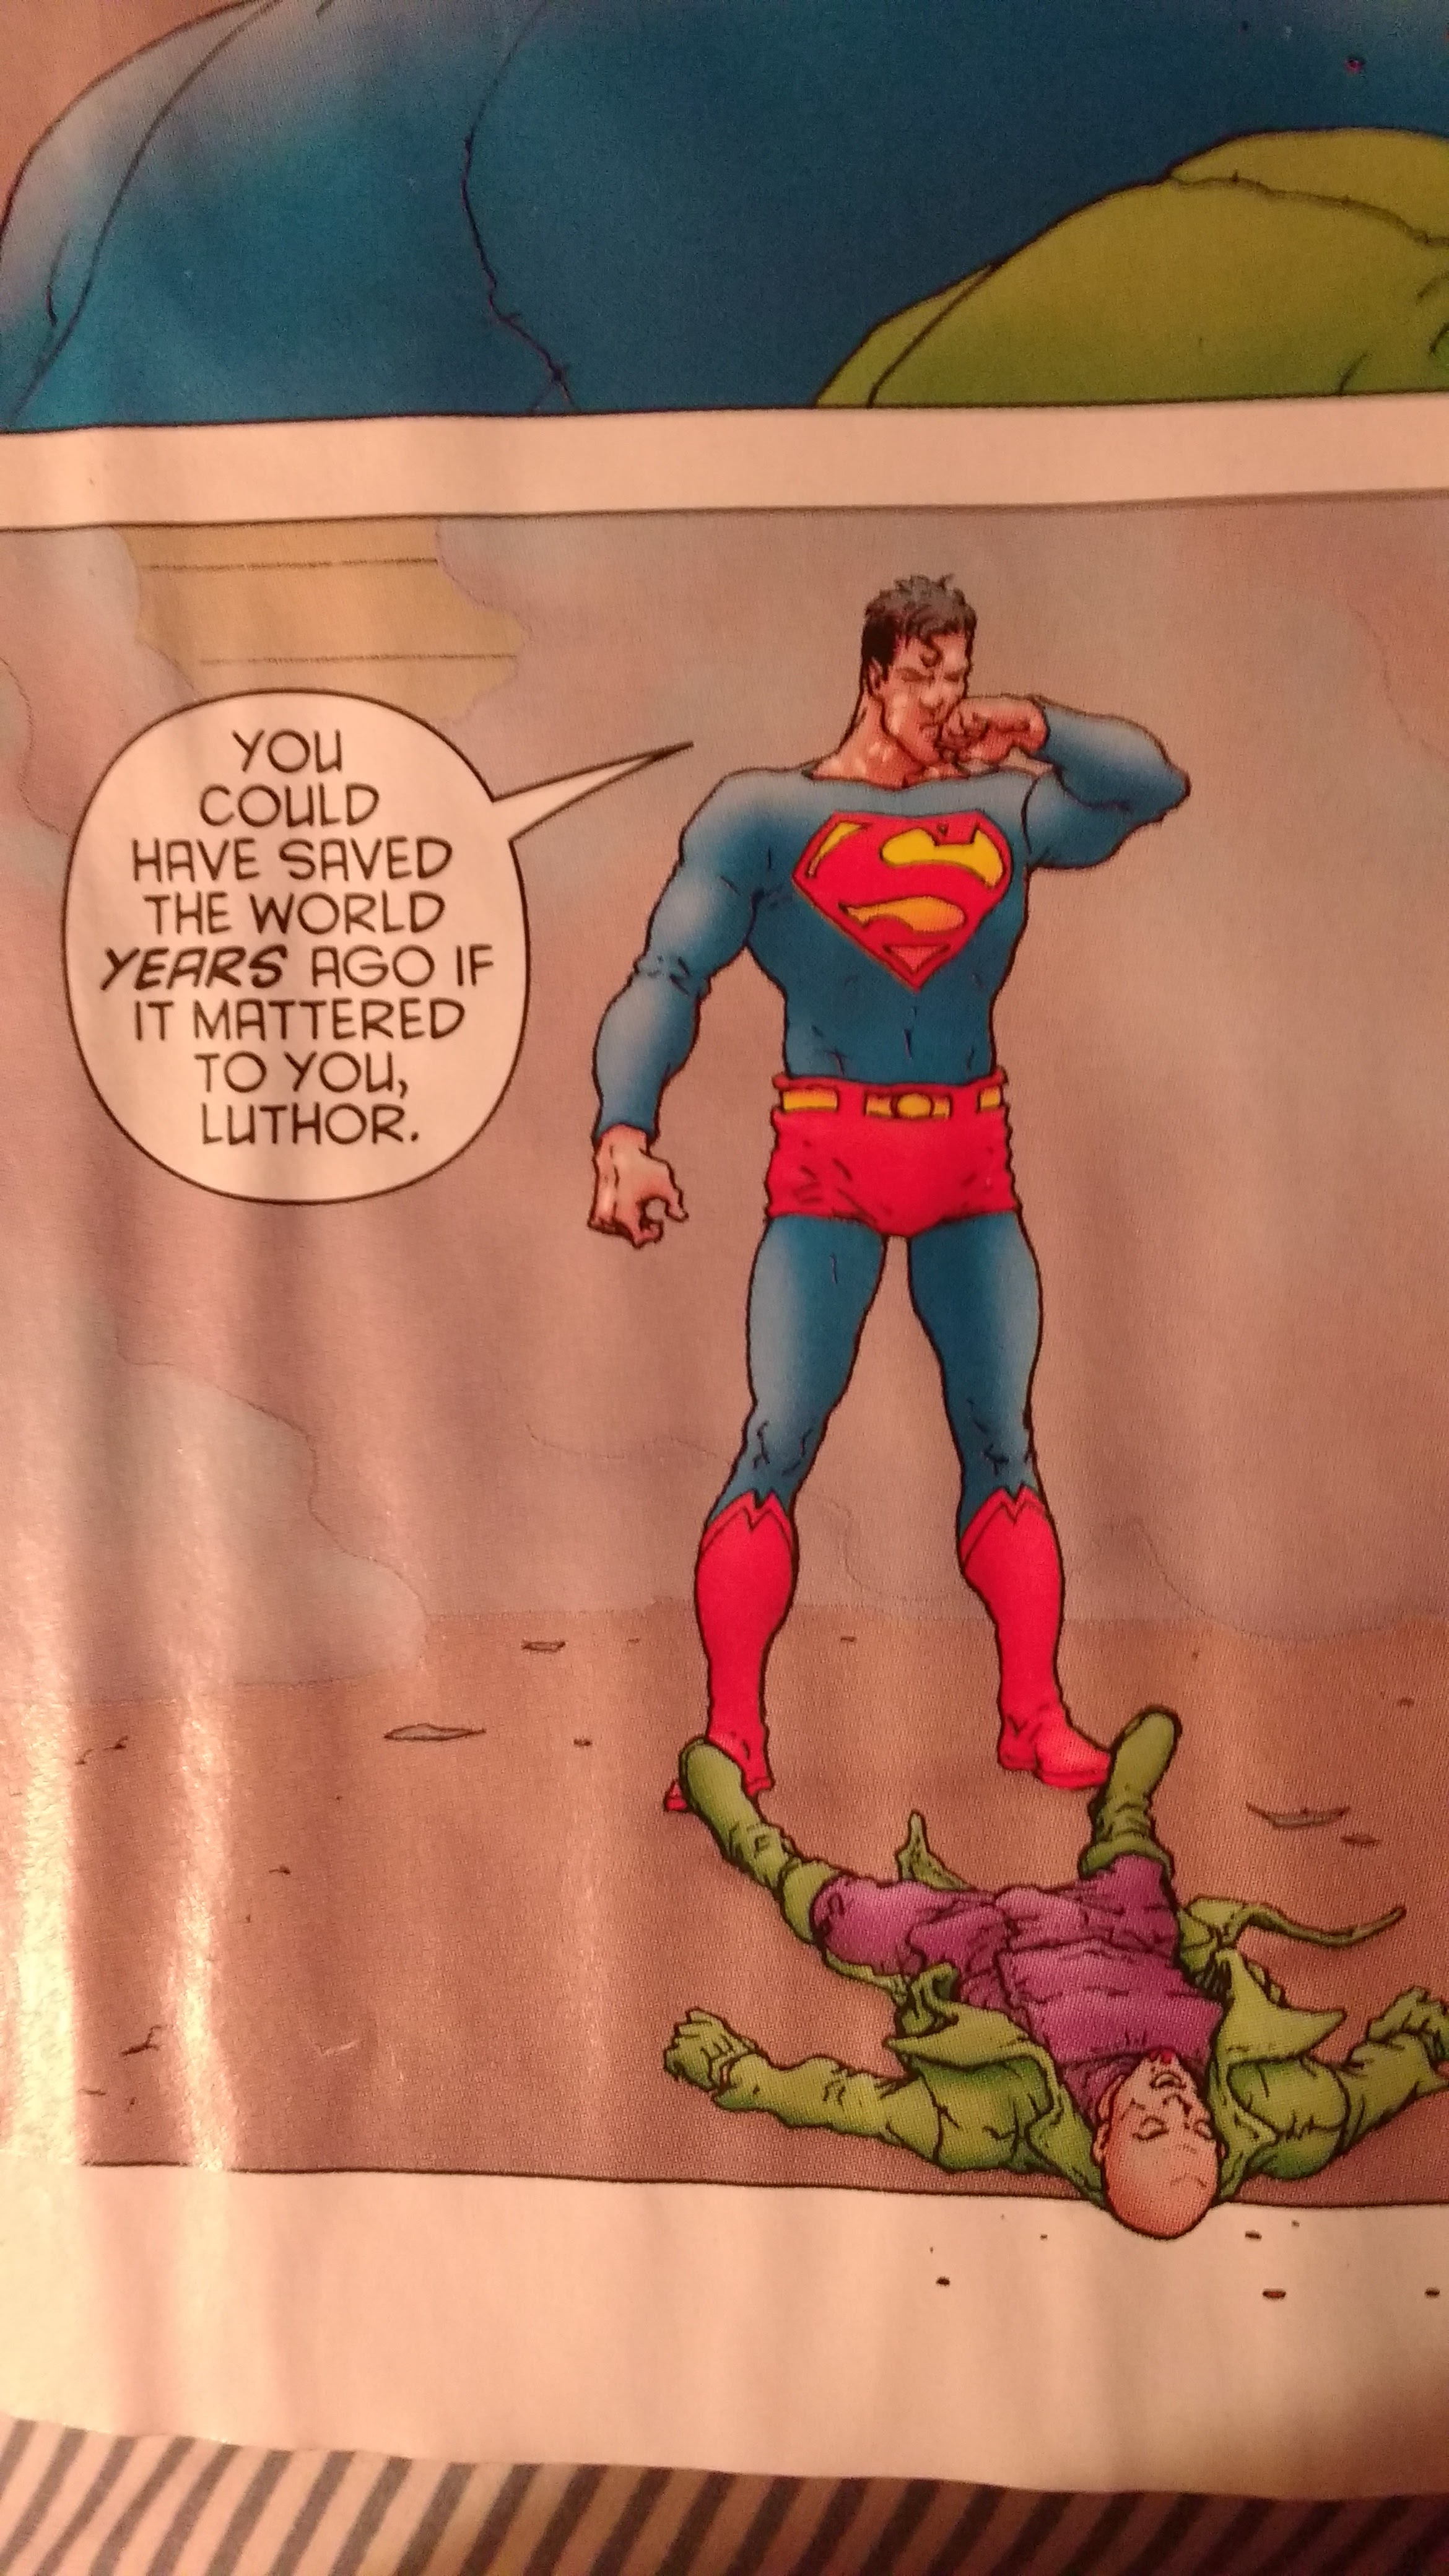 YOU
COULD
HAVE SAVED
THE WORLD
YEARS AGO IF
IT MATTERED
TO YOU,
LUTHOR.